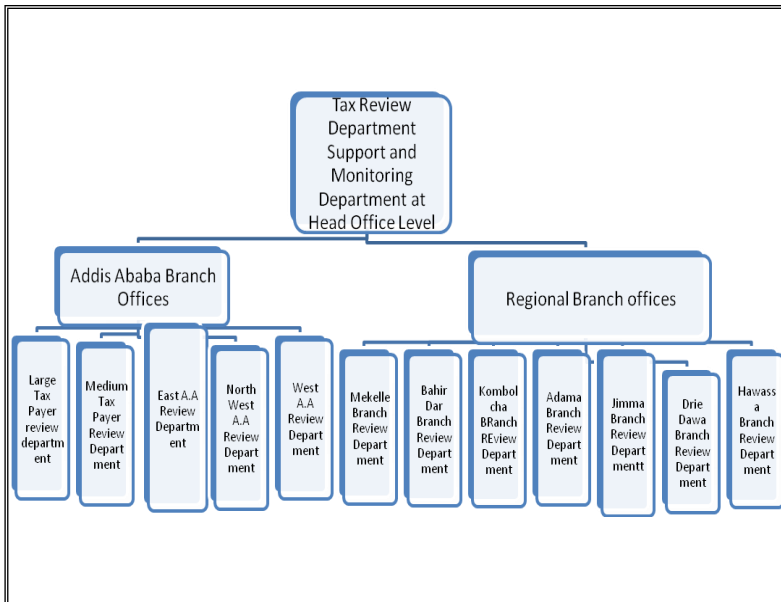 Tax Review
Department
Support and
Monitoring
Department at
Head Office Level
Addis Ababa Branch
Offices
Regional Branch offices
Large
Tax
Payer
review
departm
ent
Medium
Tax
Payer
Review
Depart
ment
East A.A
Review
Departme
nt
North
West
A.A
Review
Depart
ment
West
A.A
Review
Depart
ment
Mekelle
Branch
Review
Depart
ment
Bahir
Dar
Branch
Review
Depart
ment
Kombol
cha
BRanch
REview
Depart
ment
Adama
Branch
Review
Depart
ment
Jimma
Branch
Review
Depart
mentt
Drie
Dawa
Branch
Review
Depart
ment
Hawass
a
Branch
Review
Depart
ment